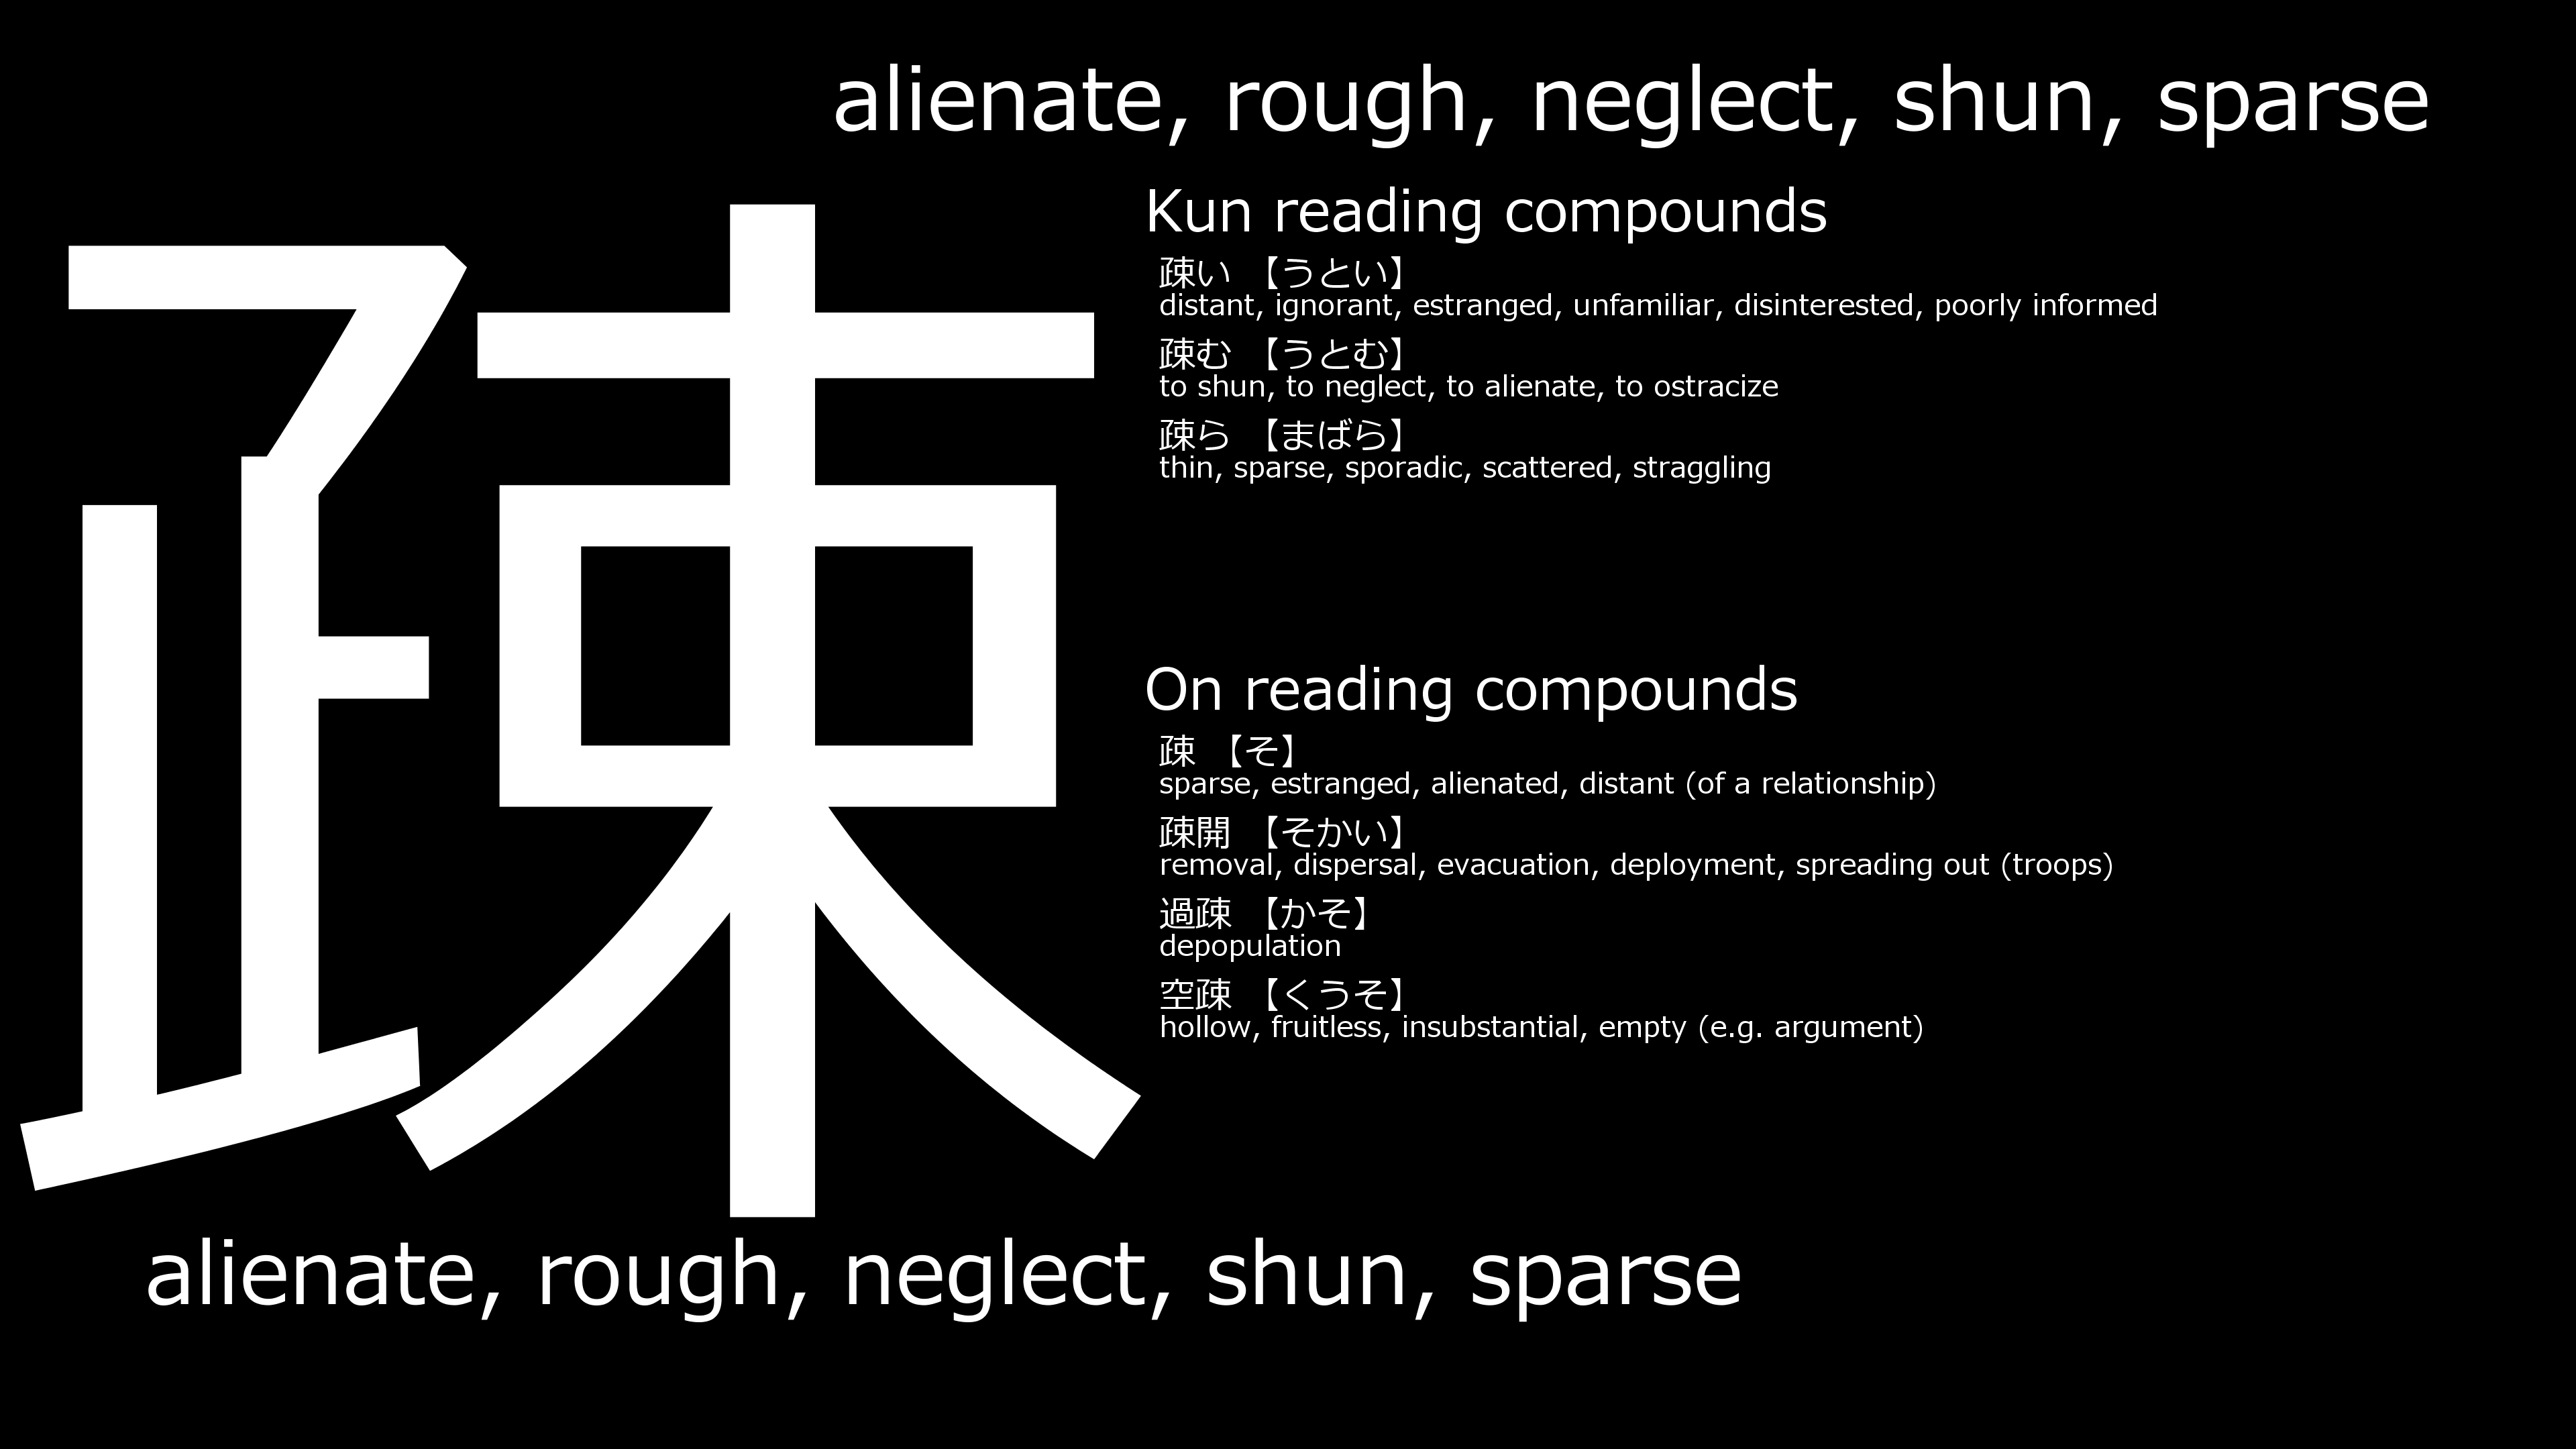 alienate, rough, neglect, shun, sparse
疎
Kun reading compounds
疎い 【うとい】
distant, ignorant, estranged, unfamiliar, disinterested, poorly informed
疎む 【うとむ】
to shun, to neglect, to alienate, to ostracize
疎ら 【まばら】
thin, sparse, sporadic, scattered, straggling
On reading compounds
疎 【そ】
sparse, estranged, alienated, distant (of a relationship)
疎開 【そかい】
removal, dispersal, evacuation, deployment, spreading out (troops)
過疎 【かそ】
depopulation
空疎 【くうそ】
hollow, fruitless, insubstantial, empty (e.g. argument)
alienate, rough, neglect, shun, sparse